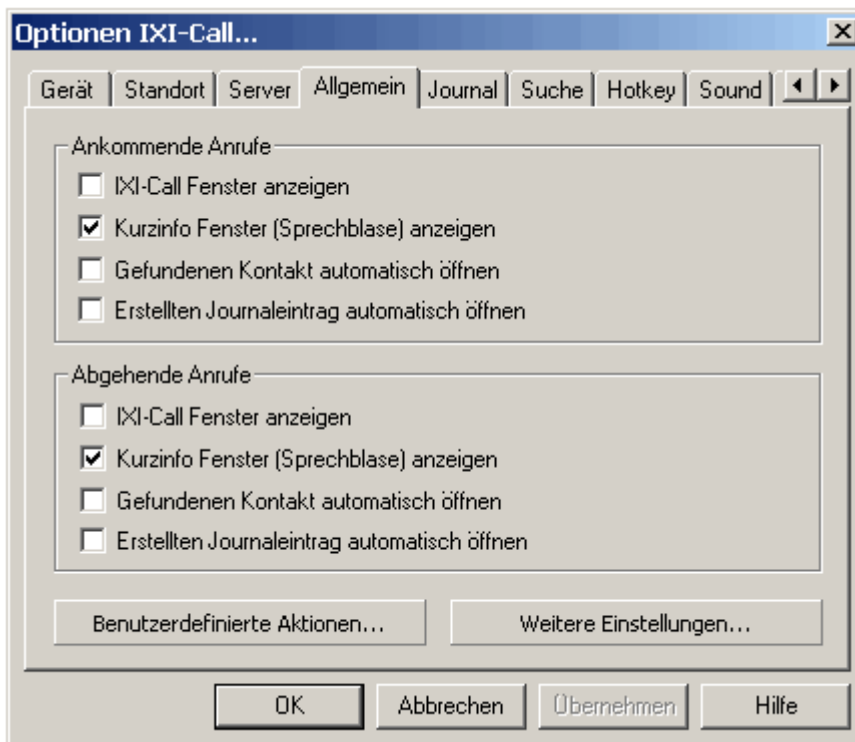 Optionen IXI-Call...
Gerät Standort Server Allgemein Journal Suche Hotkey Sound
Ankommende Anrufe
IXI-Call Fenster anzeigen
Kurzinfo Fenster (Sprechblase) anzeigen
Gefundenen Kontakt automatisch öffnen
Erstellten Journaleintrag automatisch öffnen
Abgehende Anrufe
IXI-Call Fenster anzeigen
Kurzinfo Fenster (Sprechblase) anzeigen
Gefundenen Kontakt automatisch öffnen
Erstellten Journaleintrag automatisch öffnen
Benutzerdefinierte Aktionen... Weitere Einstellungen...
OK Abbrechen Übernehmen Hilfe